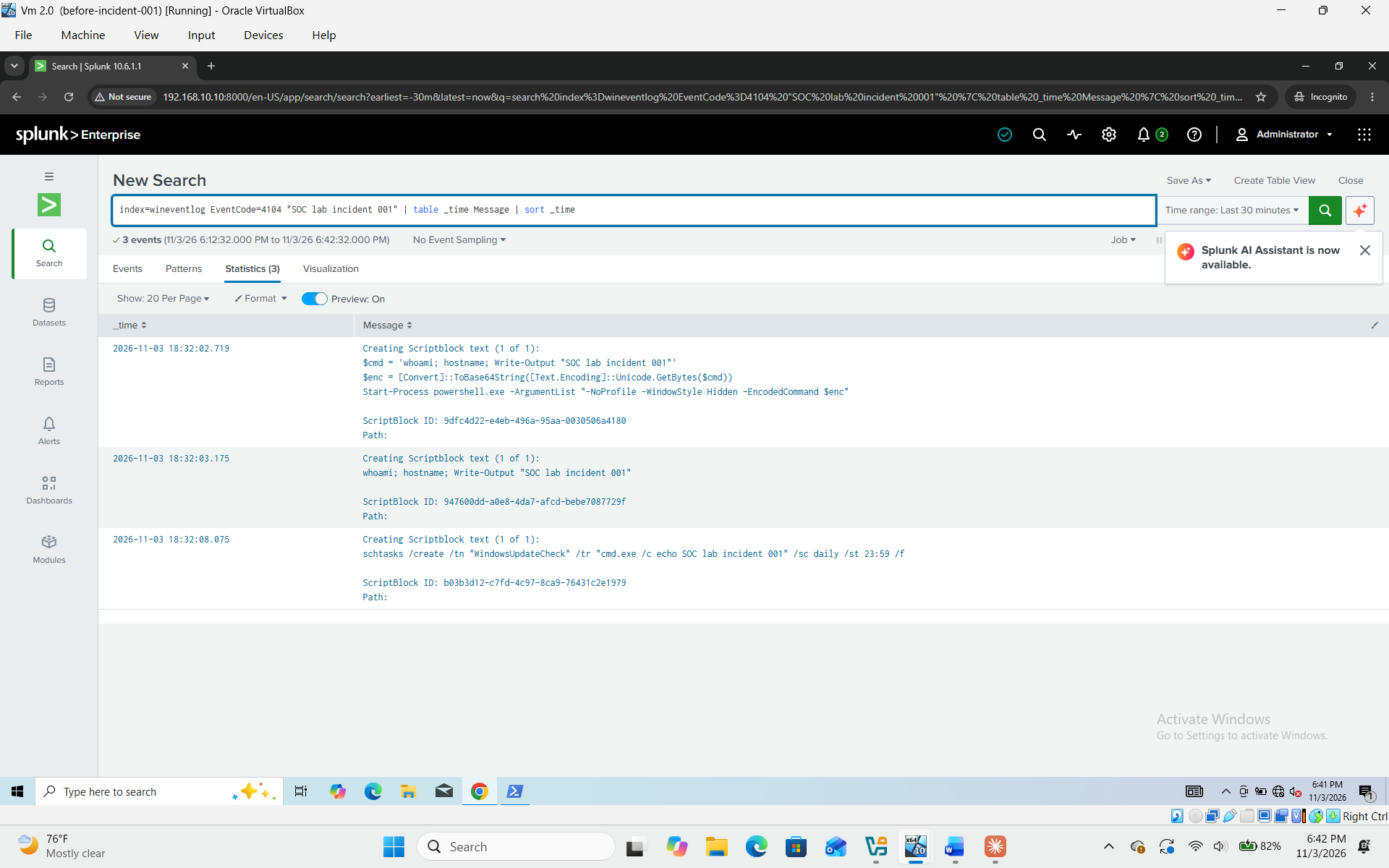 Vm 2.0 (before-incident-001) [Running] - Oracle VirtualBox
File Machine View Input Devices Help
Search | Splunk 10.6.1.1
Not secure 192.168.10.10:8000/en-US/app/search/search?earliest=-30m&latest=now&q=search%20index%3Dwineventlog%20EventCode%3D4104%20"SOC%20lab%20incident%20001"%20%7C%20table%20_time%20Message%20%7C%20sort%20_tim... Incognito
splunk>Enterprise 2 Administrator
New Search Save As Create Table View Close
index=wineventlog EventCode=4104 "SOC lab incident 001" | table _time Message | sort _time Time range: Last 30 minutes
3 events (11/3/26 6:12:32.000 PM to 11/3/26 6:42:32.000 PM) No Event Sampling Job
Splunk AI Assistant is now
available.
Events Patterns Statistics (3) Visualization
Show: 20 Per Page Format Preview: On
Search
Datasets
Reports
Alerts
Dashboards
Modules
_time Message
2026-11-03 18:32:02.719 Creating Scriptblock text (1 of 1):
$cmd = 'whoami; hostname; Write-Output "SOC lab incident 001"'
$enc = [Convert]::ToBase64String([Text.Encoding]::Unicode.GetBytes($cmd))
Start-Process powershell.exe -ArgumentList "-NoProfile -WindowStyle Hidden -EncodedCommand $enc"
ScriptBlock ID: 9dfc4d22-e4eb-496a-95aa-0030506a4180
Path:
2026-11-03 18:32:03.175 Creating Scriptblock text (1 of 1):
whoami; hostname; Write-Output "SOC lab incident 001"
ScriptBlock ID: 947600dd-a0e8-4da7-afcd-bebe7087729f
Path:
2026-11-03 18:32:08.075 Creating Scriptblock text (1 of 1):
schtasks /create /tn "WindowsUpdateCheck" /tr "cmd.exe /c echo SOC lab incident 001" /sc daily /st 23:59 /f
ScriptBlock ID: b03b3d12-c7fd-4c97-8ca9-76431c2e1979
Path:
Activate Windows
Go to Settings to activate Windows.
Type here to search
6:41 PM
11/3/2026
1
Right Ctrl
76°F
Mostly clear
Search
82%
6:42 PM
11/3/2026